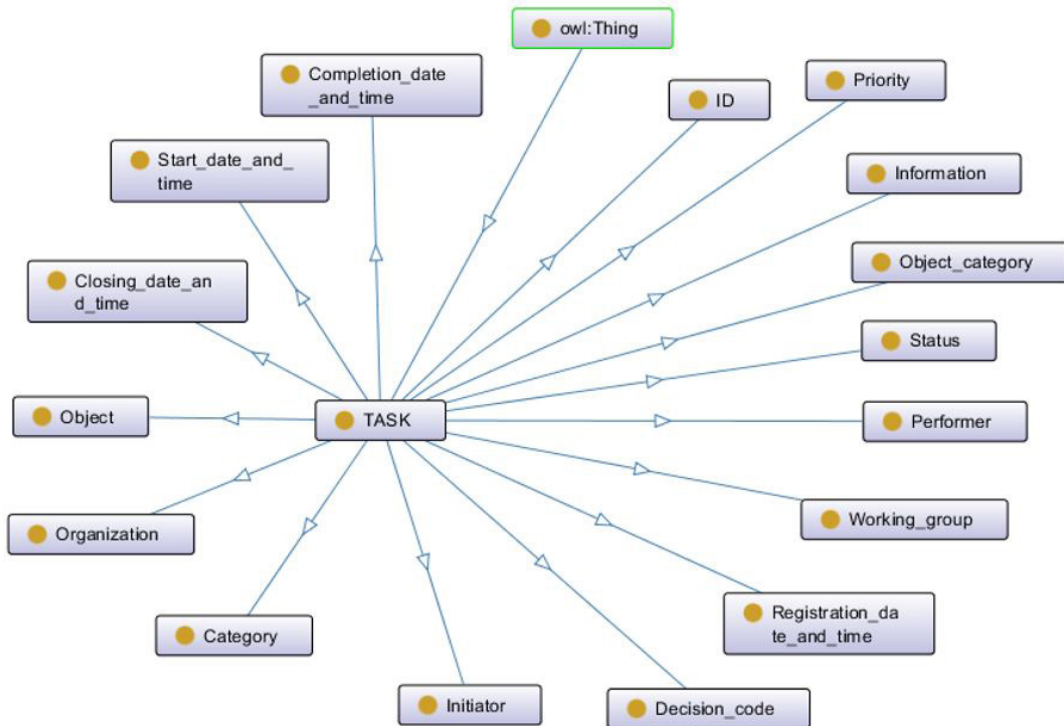 owl:Thing
Completion_date
_and_time
ID
Priority
Start_date_and_
time
Information
Object_category
Closing_date_an
d_time
Status
Object
TASK
Performer
Working_group
Organization
Registration_da
te_and_time
Category
Initiator
Decision_code